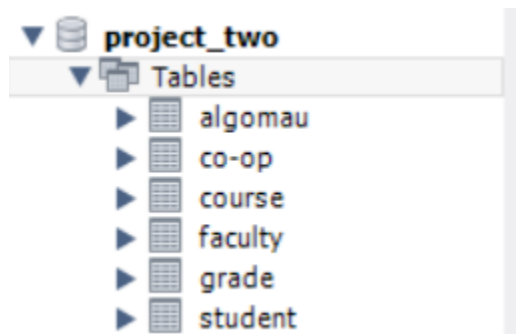 project_two
Tables
algomau
co-op
course
faculty
grade
student